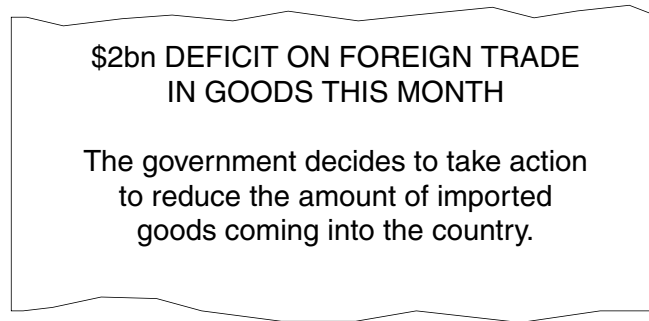 $2bn DEFICIT ON FOREIGN TRADE
IN GOODS THIS MONTH
The government decides to take action
to reduce the amount of imported
goods coming into the country.